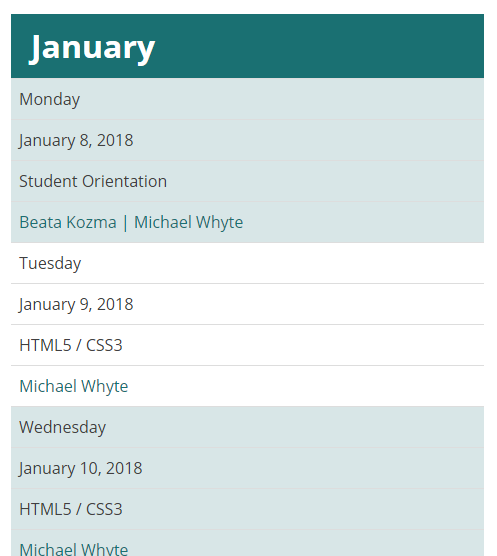 January
Monday
January 8, 2018
Student Orientation
Beata Kozma | Michael Whyte
Tuesday
January 9, 2018
HTML5 / CSS3
Michael Whyte
Wednesday
January 10, 2018
HTML5 / CSS3
Michael Whyte